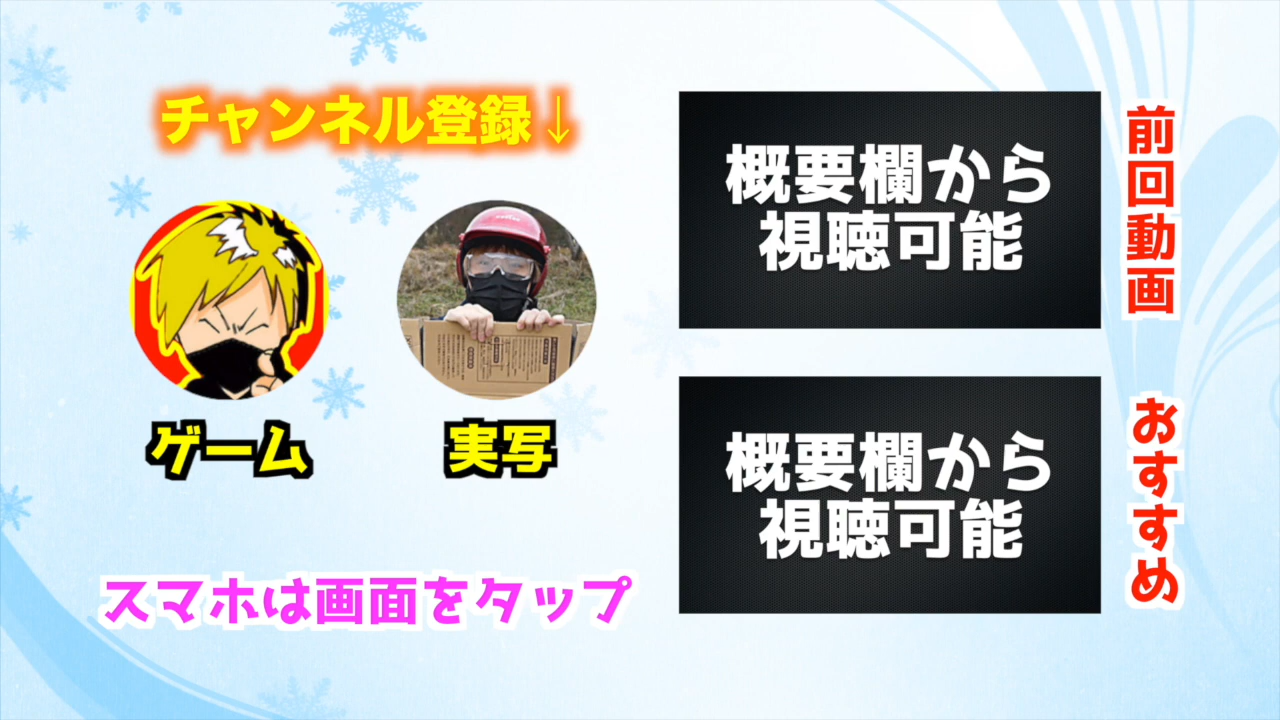 チャンネル登録↓
ゲーム
実写
スマホは画面をタップ
概要欄から
視聴可能
前回動画
概要欄から
視聴可能
おすすめ